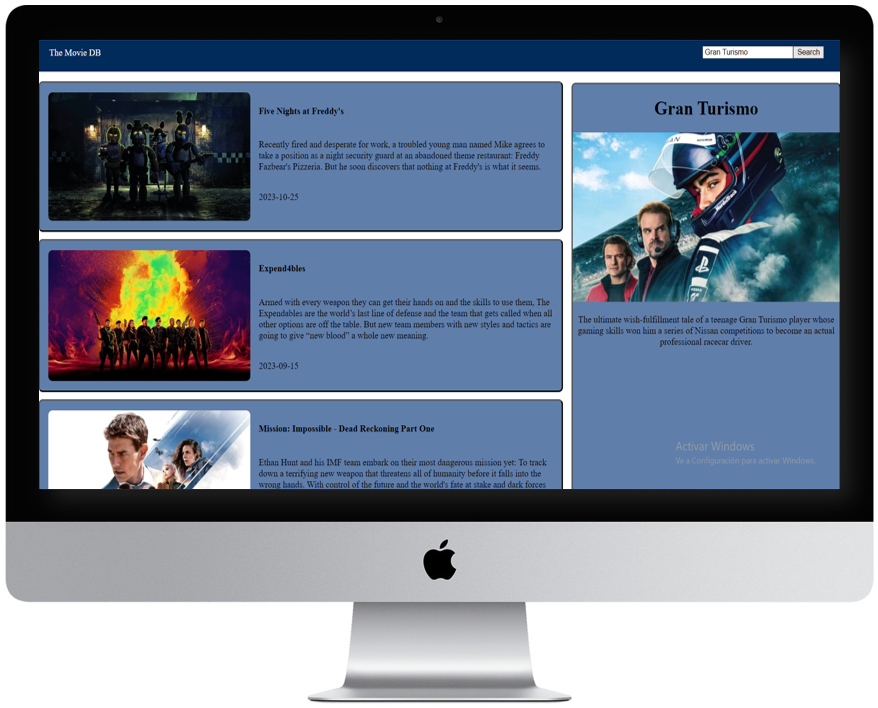 The Movie DB
Gran Turismo Search
Five Nights at Freddy's
Recently fired and desperate for work, a troubled young man named Mike agrees to
take a position as a night security guard at an abandoned theme restaurant: Freddy
Fazbear's Pizzeria. But he soon discovers that nothing at Freddy's is what it seems.
2023-10-25
Expend4bles
Armed with every weapon they can get their hands on and the skills to use them, The
Expendables are the world’s last line of defense and the team that gets called when all
other options are off the table. But new team members with new styles and tactics are
going to give “new blood” a whole new meaning.
2023-09-15
Mission: Impossible - Dead Reckoning Part One
Ethan Hunt and his IMF team embark on their most dangerous mission yet: To track
down a terrifying new weapon that threatens all of humanity before it falls into the
wrong hands. With control of the future and the world's fate at stake and dark forces
Gran Turismo
The ultimate wish-fulfillment tale of a teenage Gran Turismo player whose
gaming skills won him a series of Nissan competitions to become an actual
professional racecar driver.
Activar Windows
Ve a Configuración para activar Windows.